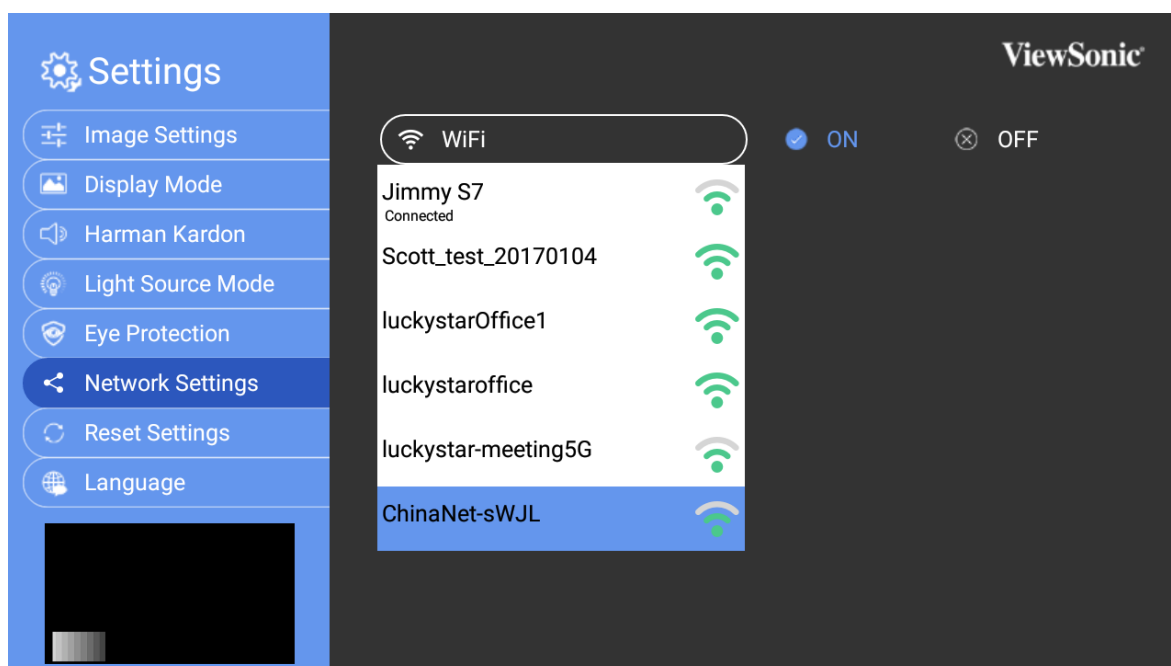 Settings
ViewSonic
Image Settings
Display Mode
Harman Kardon
Light Source Mode
Eye Protection
Network Settings
Reset Settings
Language
WiFi
ON
OFF
Jimmy S7
Connected
Scott_test_20170104
luckystarOffice1
luckystaroffice
luckystar-meeting5G
ChinaNet-sWJL